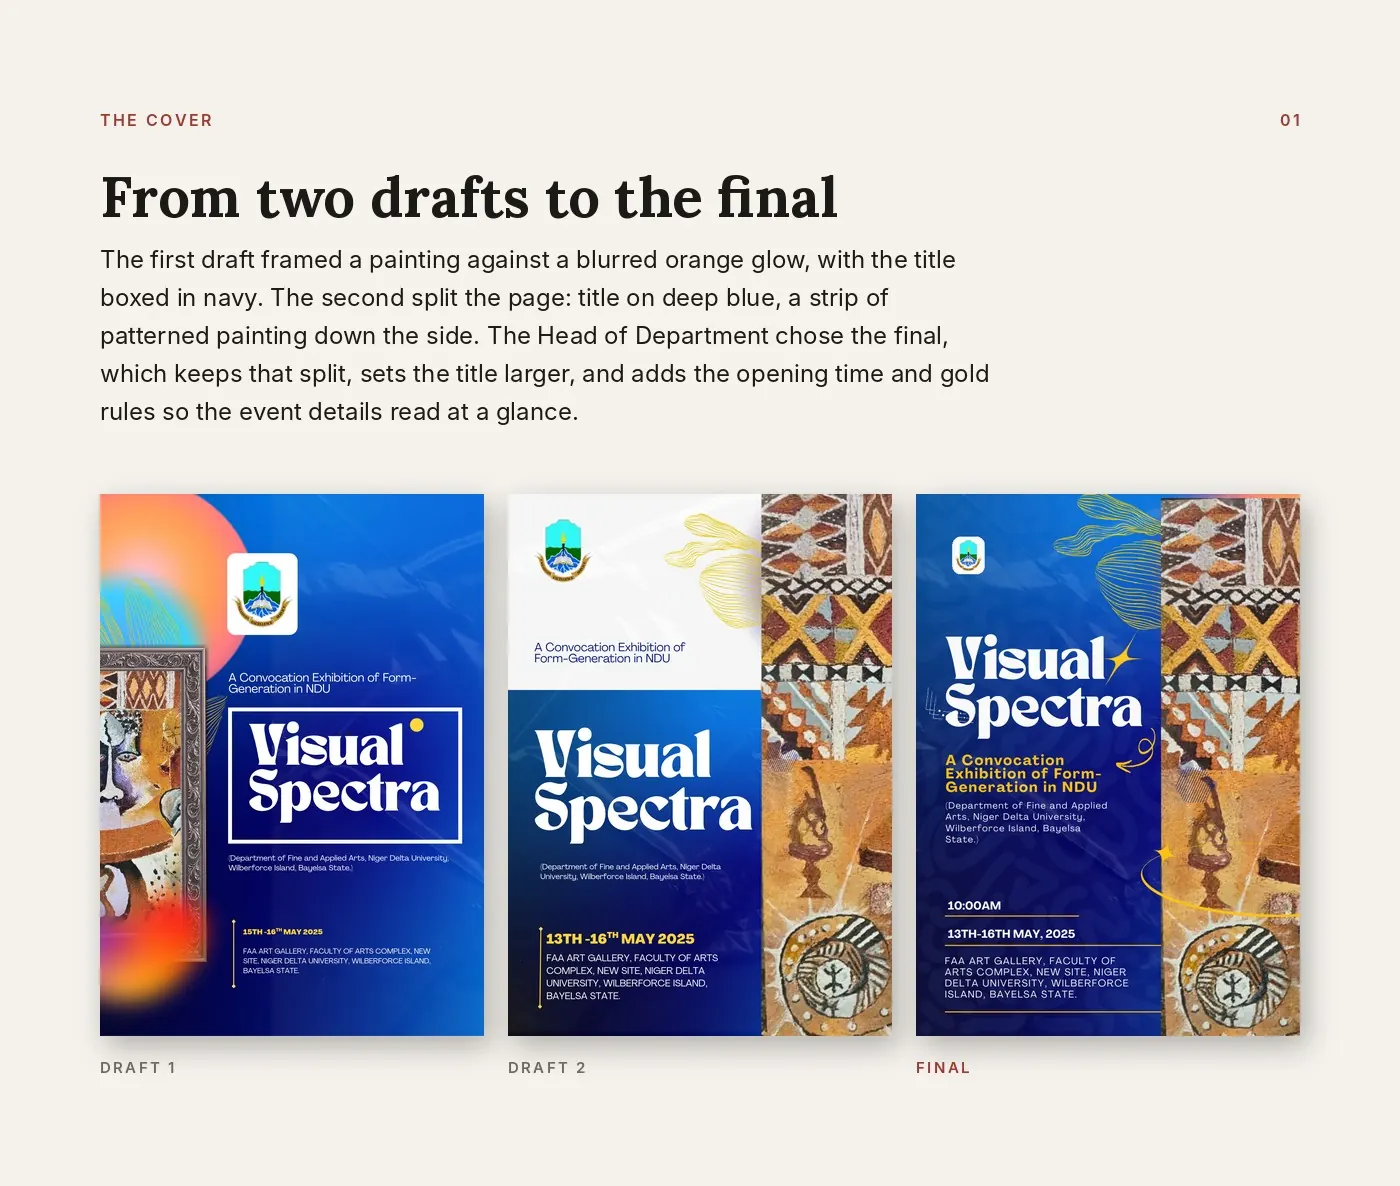 THE COVER
01
From two drafts to the final
The first draft framed a painting against a blurred orange glow, with the title
boxed in navy. The second split the page: title on deep blue, a strip of
patterned painting down the side. The Head of Department chose the final,
which keeps that split, sets the title larger, and adds the opening time and gold
rules so the event details read at a glance.
A Convocation Exhibition of Form-
Generation in NDU
Visual
Spectra
(Department of Fine and Applied Arts, Niger Delta University,
Wilberforce Island, Bayelsa State.)
15TH -16TH MAY 2025
FAA ART GALLERY, FACULTY OF ARTS COMPLEX, NEW
SITE, NIGER DELTA UNIVERSITY, WILBERFORCE ISLAND,
BAYELSA STATE.
DRAFT 1
A Convocation Exhibition of
Form-Generation in NDU
Visual
Spectra
(Department of Fine and Applied Arts, Niger Delta
University, Wilberforce Island, Bayelsa State.)
13TH -16TH MAY 2025
FAA ART GALLERY, FACULTY OF ARTS
COMPLEX, NEW SITE, NIGER DELTA
UNIVERSITY, WILBERFORCE ISLAND,
BAYELSA STATE.
DRAFT 2
Visual
Spectra
A Convocation
Exhibition of Form-
Generation in NDU
(Department of Fine and Applied
Arts, Niger Delta University,
Wilberforce Island, Bayelsa
State.)
10:00AM
13TH-16TH MAY, 2025
FAA ART GALLERY, FACULTY OF
ARTS COMPLEX, NEW SITE, NIGER
DELTA UNIVERSITY, WILBERFORCE
ISLAND, BAYELSA STATE.
FINAL